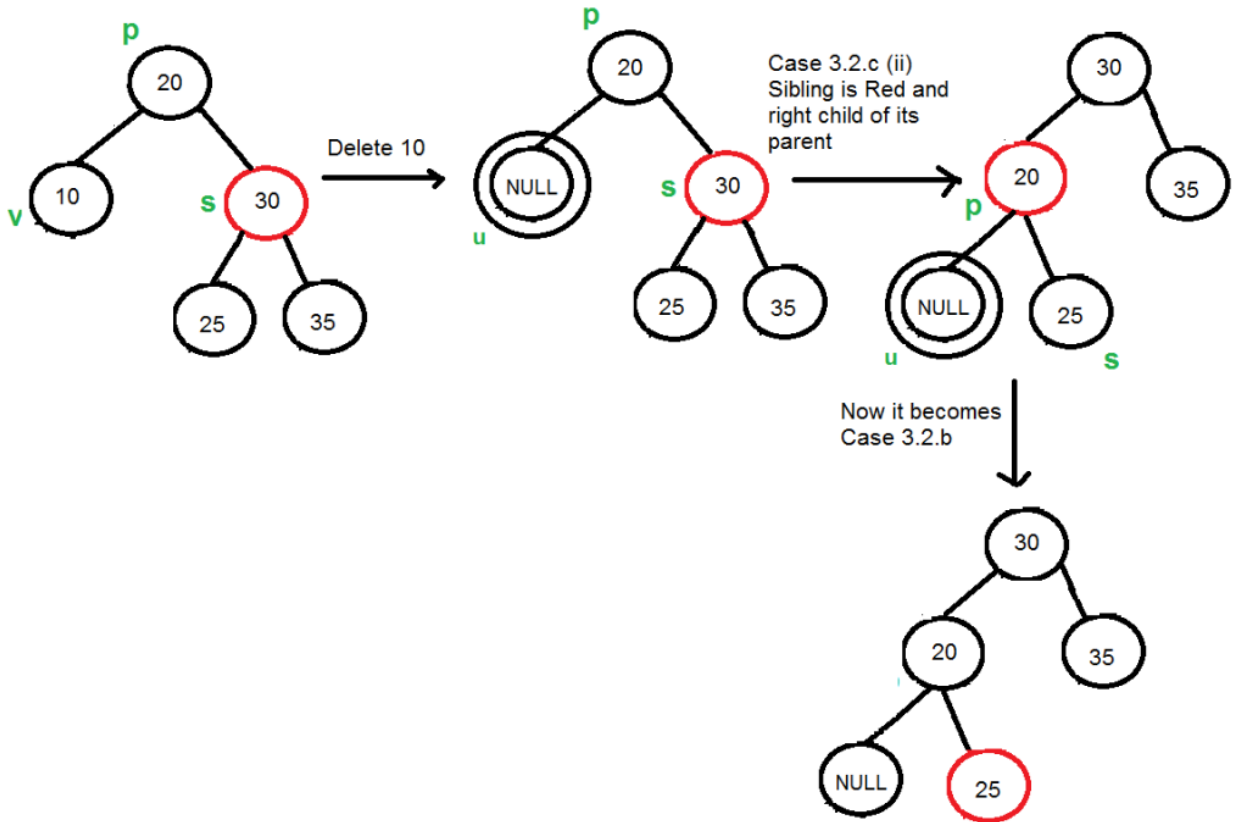 p
20
10
v
s
30
25
35
Delete 10
p
20
NULL
u
s
30
25
35
Case 3.2.c (ii)
Sibling is Red and
right child of its
parent
30
20
p
35
NULL
u
25
s
Now it becomes
Case 3.2.b
30
20
35
NULL
25